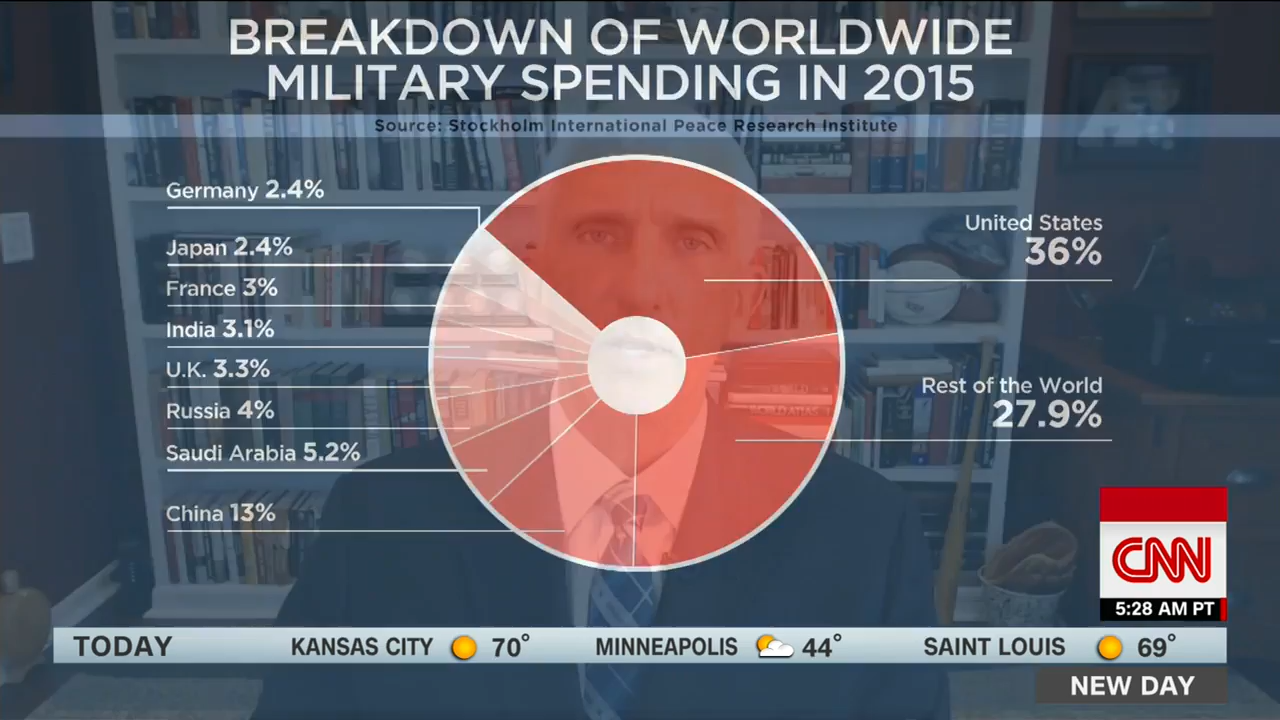 BREAKDOWN OF WORLDWIDE
MILITARY SPENDING IN 2015
Source: Stockholm International Peace Research Institute
Germany 2.4%
Japan 2.4%
France 3%
India 3.1%
U.K. 3.3%
Russia 4%
Saudi Arabia 5.2%
China 13%
United States
36%
Rest of the World
27.9%
WORLD ATLAS
CNN
5:28 AM PT
TODAY KANSAS CITY 70° MINNEAPOLIS 44° SAINT LOUIS 69°
NEW DAY